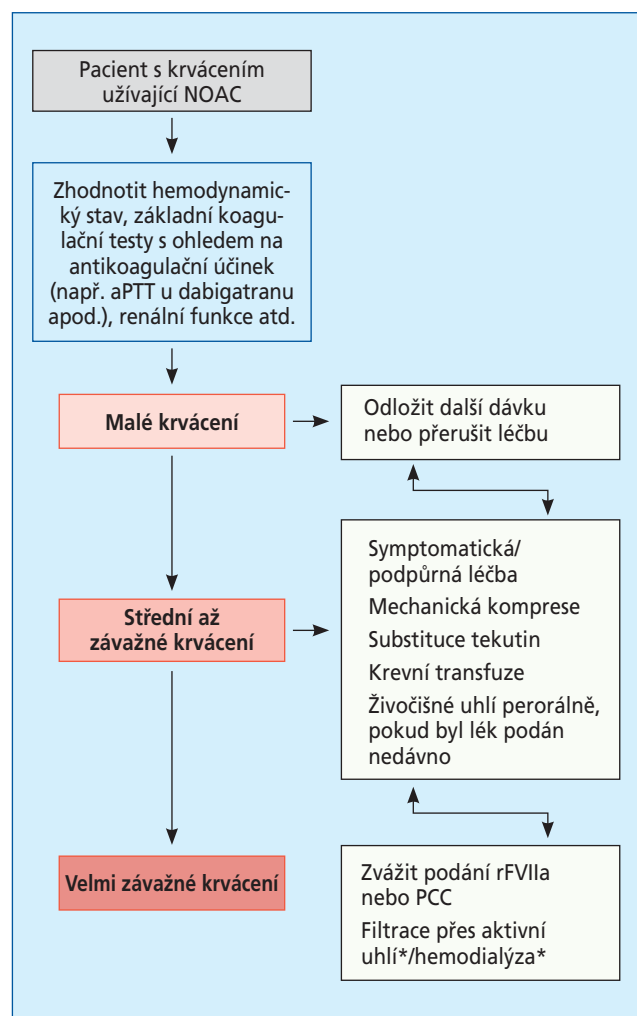 Pacient s krvácením
užívající NOAC
Zhodnotit hemodynamic-
ký stav, základní koagu-
lační testy s ohledem na
antikoagulační účinek
(např. aPTT u dabigatranu
apod.), renální funkce atd.
Malé krvácení
Odložit další dávku
nebo přerušit léčbu
Střední až
závažné krvácení
Symptomatická/
podpůrná léčba
Mechanická komprese
Substituce tekutin
Krevní transfuze
Živočišné uhlí perorálně,
pokud byl lék podán
nedávno
Velmi závažné krvácení
Zvážit podání rFVIIa
nebo PCC
Filtrace přes aktivní
uhlí*/hemodialýza*